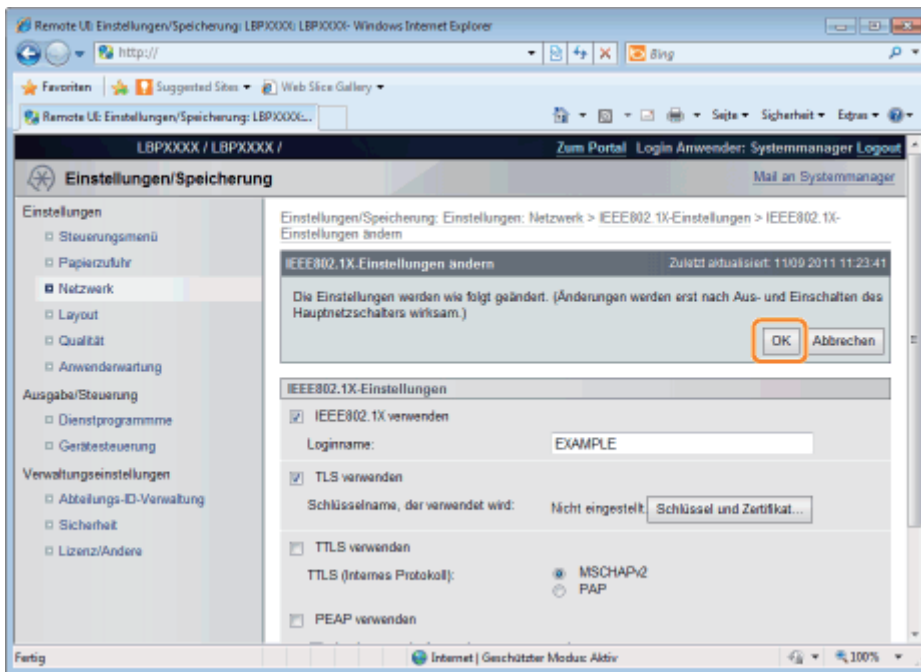 Remote UI: Einstellungen/Speicherung: LBPXXXX: LBPXXXX- Windows Internet Explorer
http://
Bing
Favoriten Suggested Sites Web Slice Gallery
Remote UI: Einstellungen/Speicherung: LBPXXXX:...
Seite Sicherheit Extras
LBPXXXX / LBPXXXX /
Zum Portal Login Anwender: Systemmanager Logout
Einstellungen/Speicherung
Mail an Systemmanager
Einstellungen
Steuerungsmenü
Papierzufuhr
Netzwerk
Layout
Qualität
Anwenderwartung
Ausgabe/Steuerung
Dienstprogrammme
Gerätesteuerung
Verwaltungseinstellungen
Abteilungs-ID-Verwaltung
Sicherheit
Lizenz/Andere
Einstellungen/Speicherung: Einstellungen: Netzwerk > IEEE802.1X-Einstellungen > IEEE802.1X-
Einstellungen ändern
IEEE802.1X-Einstellungen ändern
Zuletzt aktualisiert: 11/09 2011 11:23:41
Die Einstellungen werden wie folgt geändert. (Änderungen werden erst nach Aus- und Einschalten des
Hauptnetzschalters wirksam.)
OK Abbrechen
IEEE802.1X-Einstellungen
IEEE802.1X verwenden
Loginname: EXAMPLE
TLS verwenden
Schlüsselname, der verwendet wird: Nicht eingestellt. Schlüssel und Zertifikat...
TTLS verwenden
TTLS (Internes Protokoll): MSCHAPv2
PAP
PEAP verwenden
Fertig
Internet | Geschützter Modus: Aktiv
100%